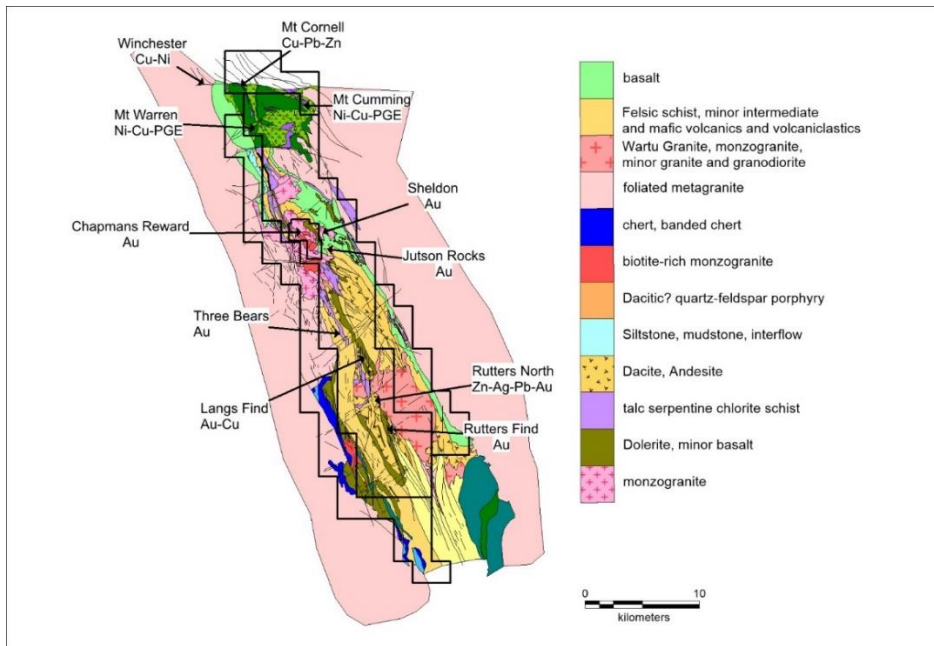 Mt Cornell
Cu-Pb-Zn
Winchester
Cu-Ni
Mt Cumming
Ni-Cu-PGE
Mt Warren
Ni-Cu-PGE
Sheldon
Au
Chapmans Reward
Au
Jutson Rocks
Au
Three Bears
Au
Rutters North
Zn-Ag-Pb-Au
Langs Find
Au-Cu
Rutters Find
Au
basalt
Felsic schist, minor intermediate
and mafic volcanics and volcaniclastics
Wartu Granite, monzogranite,
minor granite and granodiorite
foliated metagranite
chert, banded chert
biotite-rich monzogranite
Dacitic? quartz-feldspar porphyry
Siltstone, mudstone, interflow
Dacite, Andesite
talc serpentine chlorite schist
Dolerite, minor basalt
monzogranite
0 10
kilometers